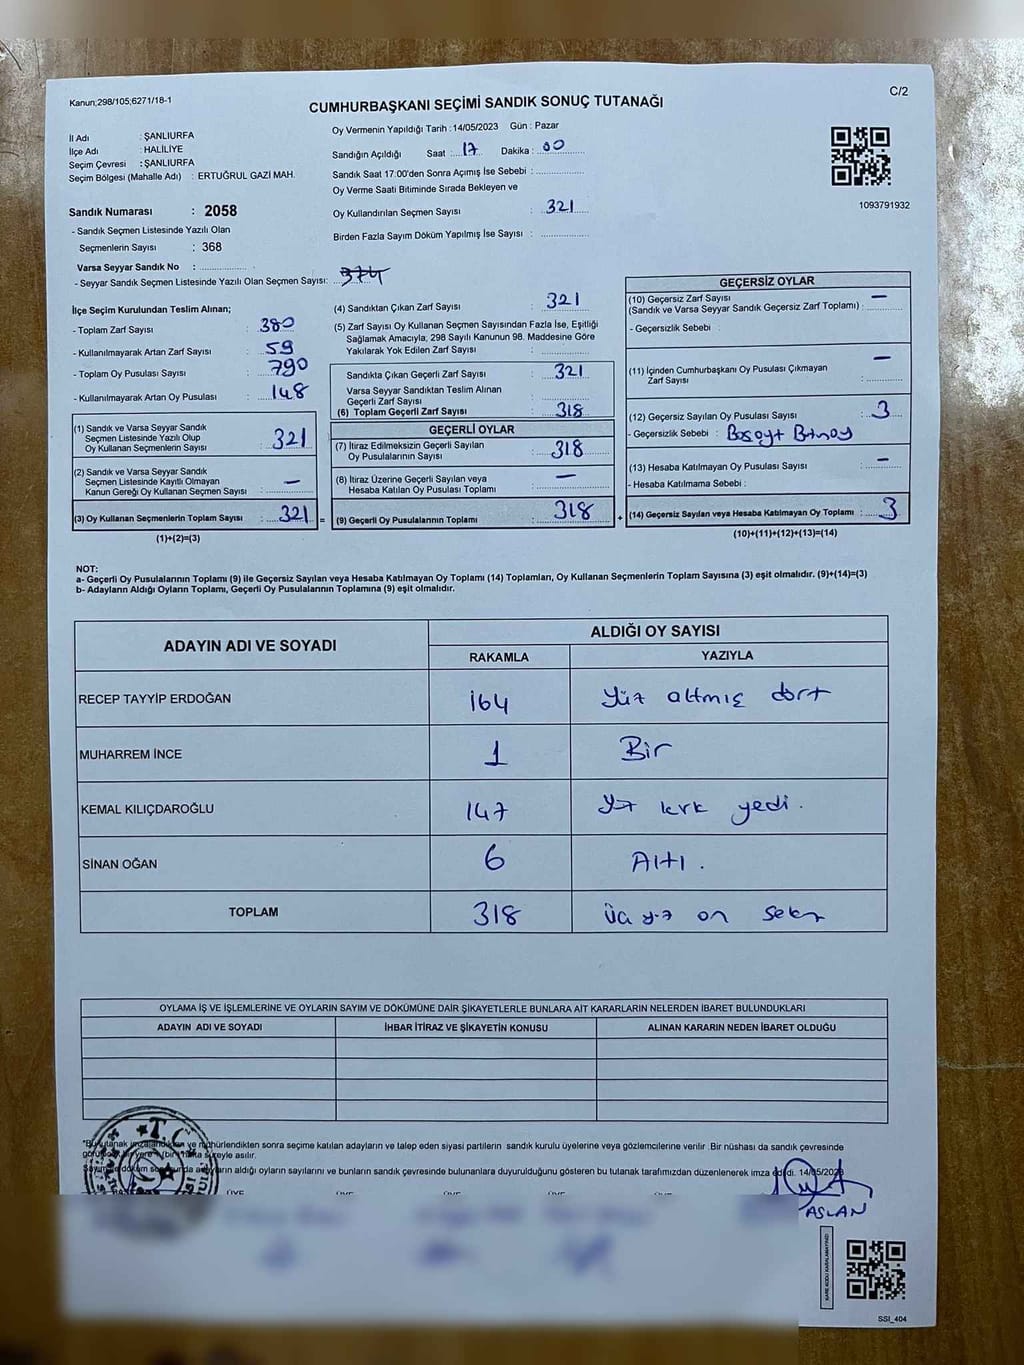 Kanun;298/105;6271/18-1
C/2
CUMHURBAŞKANI SEÇİMİ SANDIK SONUÇ TUTANAĞI
İl Adı : ŞANLIURFA
İlçe Adı : HALİLİYE
Seçim Çevresi : ŞANLIURFA
Seçim Bölgesi (Mahalle Adı) : ERTUĞRUL GAZİ MAH.
Sandık Numarası : 2058
- Sandık Seçmen Listesinde Yazılı Olan
Seçmenlerin Sayısı : 368
Varsa Seyyar Sandık No :
- Seyyar Sandık Seçmen Listesinde Yazılı Olan Seçmen Sayısı:
Oy Vermenin Yapıldığı Tarih : 14/05/2023 Gün : Pazar
Sandığın Açıldığı Saat : 17 Dakika : 00
Sandık Saat 17:00'den Sonra Açımış İse Sebebi :
Oy Verme Saati Bitiminde Sırada Bekleyen ve
Oy Kullandırılan Seçmen Sayısı : 321
Birden Fazla Sayım Döküm Yapılmış İse Sayısı :
1093791932
İlçe Seçim Kurulundan Teslim Alınan;
- Toplam Zarf Sayısı : 380
- Kullanılmayarak Artan Zarf Sayısı : 59
- Toplam Oy Pusulası Sayısı : 790
- Kullanılmayarak Artan Oy Pusulası : 148
(1) Sandık ve Varsa Seyyar Sandık
Seçmen Listesinde Yazılı Olup
Oy Kullanan Seçmenlerin Sayısı : 321
(2) Sandık ve Varsa Seyyar Sandık
Seçmen Listesinde Kayıtlı Olmayan
Kanun Gereği Oy Kullanan Seçmen Sayısı : —
(3) Oy Kullanan Seçmenlerin Toplam Sayısı : 321 =
(1)+(2)=(3)
(4) Sandıktan Çıkan Zarf Sayısı : 321
(5) Zarf Sayısı Oy Kullanan Seçmen Sayısından Fazla İse, Eşitliği
Sağlamak Amacıyla, 298 Sayılı Kanunun 98. Maddesine Göre
Yakılarak Yok Edilen Zarf Sayısı :
Sandıkta Çıkan Geçerli Zarf Sayısı : 321
Varsa Seyyar Sandıktan Teslim Alınan
Geçerli Zarf Sayısı :
(6) Toplam Geçerli Zarf Sayısı : 318
GEÇERLİ OYLAR
(7) İtiraz Edilmeksizin Geçerli Sayılan
Oy Pusulalarının Sayısı : 318
(8) İtiraz Üzerine Geçerli Sayılan veya
Hesaba Katılan Oy Pusulası Toplamı : —
(9) Geçerli Oy Pusulalarının Toplamı : 318 +
GEÇERSİZ OYLAR
(10) Geçersiz Zarf Sayısı —
(Sandık ve Varsa Seyyar Sandık Geçersiz Zarf Toplamı) :
- Geçersizlik Sebebi :
(11) İçinden Cumhurbaşkanı Oy Pusulası Çıkmayan —
Zarf Sayısı :
(12) Geçersiz Sayılan Oy Pusulası Sayısı : 3
- Geçersizlik Sebebi :
(13) Hesaba Katılmayan Oy Pusulası Sayısı : —
- Hesaba Katılmama Sebebi :
(14) Geçersiz Sayılan veya Hesaba Katılmayan Oy Toplamı : 3
(10)+(11)+(12)+(13)=(14)
NOT:
a- Geçerli Oy Pusulalarının Toplamı (9) ile Geçersiz Sayılan veya Hesaba Katılmayan Oy Toplamı (14) Toplamları, Oy Kullanan Seçmenlerin Toplam Sayısına (3) eşit olmalıdır. (9)+(14)=(3)
b- Adayların Aldığı Oyların Toplamı, Geçerli Oy Pusulalarının Toplamına (9) eşit olmalıdır.
ADAYIN ADI VE SOYADI
ALDIĞI OY SAYISI
RAKAMLA YAZIYLA
RECEP TAYYİP ERDOĞAN 164 Yüz altmış dört
MUHARREM İNCE 1 Bir
KEMAL KILIÇDAROĞLU 147 Yüz kırk yedi.
SİNAN OĞAN 6 Altı.
TOPLAM 318 Üç yüz on sekiz
OYLAMA İŞ VE İŞLEMLERİNE VE OYLARIN SAYIM VE DÖKÜMÜNE DAİR ŞİKAYETLERLE BUNLARA AİT KARARLARIN NELERDEN İBARET BULUNDUKLARI
ADAYIN ADI VE SOYADI İHBAR İTİRAZ VE ŞİKAYETİN KONUSU ALINAN KARARIN NEDEN İBARET OLDUĞU
*Bu tutanak imzalandıktan ve mühürlendikten sonra seçime katılan adayların ve talep eden siyasi partilerin sandık kurulu üyelerine veya gözlemcilerine verilir. Bir nüshası da sandık çevresinde
süreyle asılır.
adayların aldığı oyların sayılarını ve bunların sandık çevresinde bulunanlara duyurulduğunu gösteren bu tutanak tarafımızdan düzenlenerek imza edildi. 14/05/2023
T.C.
ASLAN
KARE KODU KARALAMAYINIZ!
SSI_404